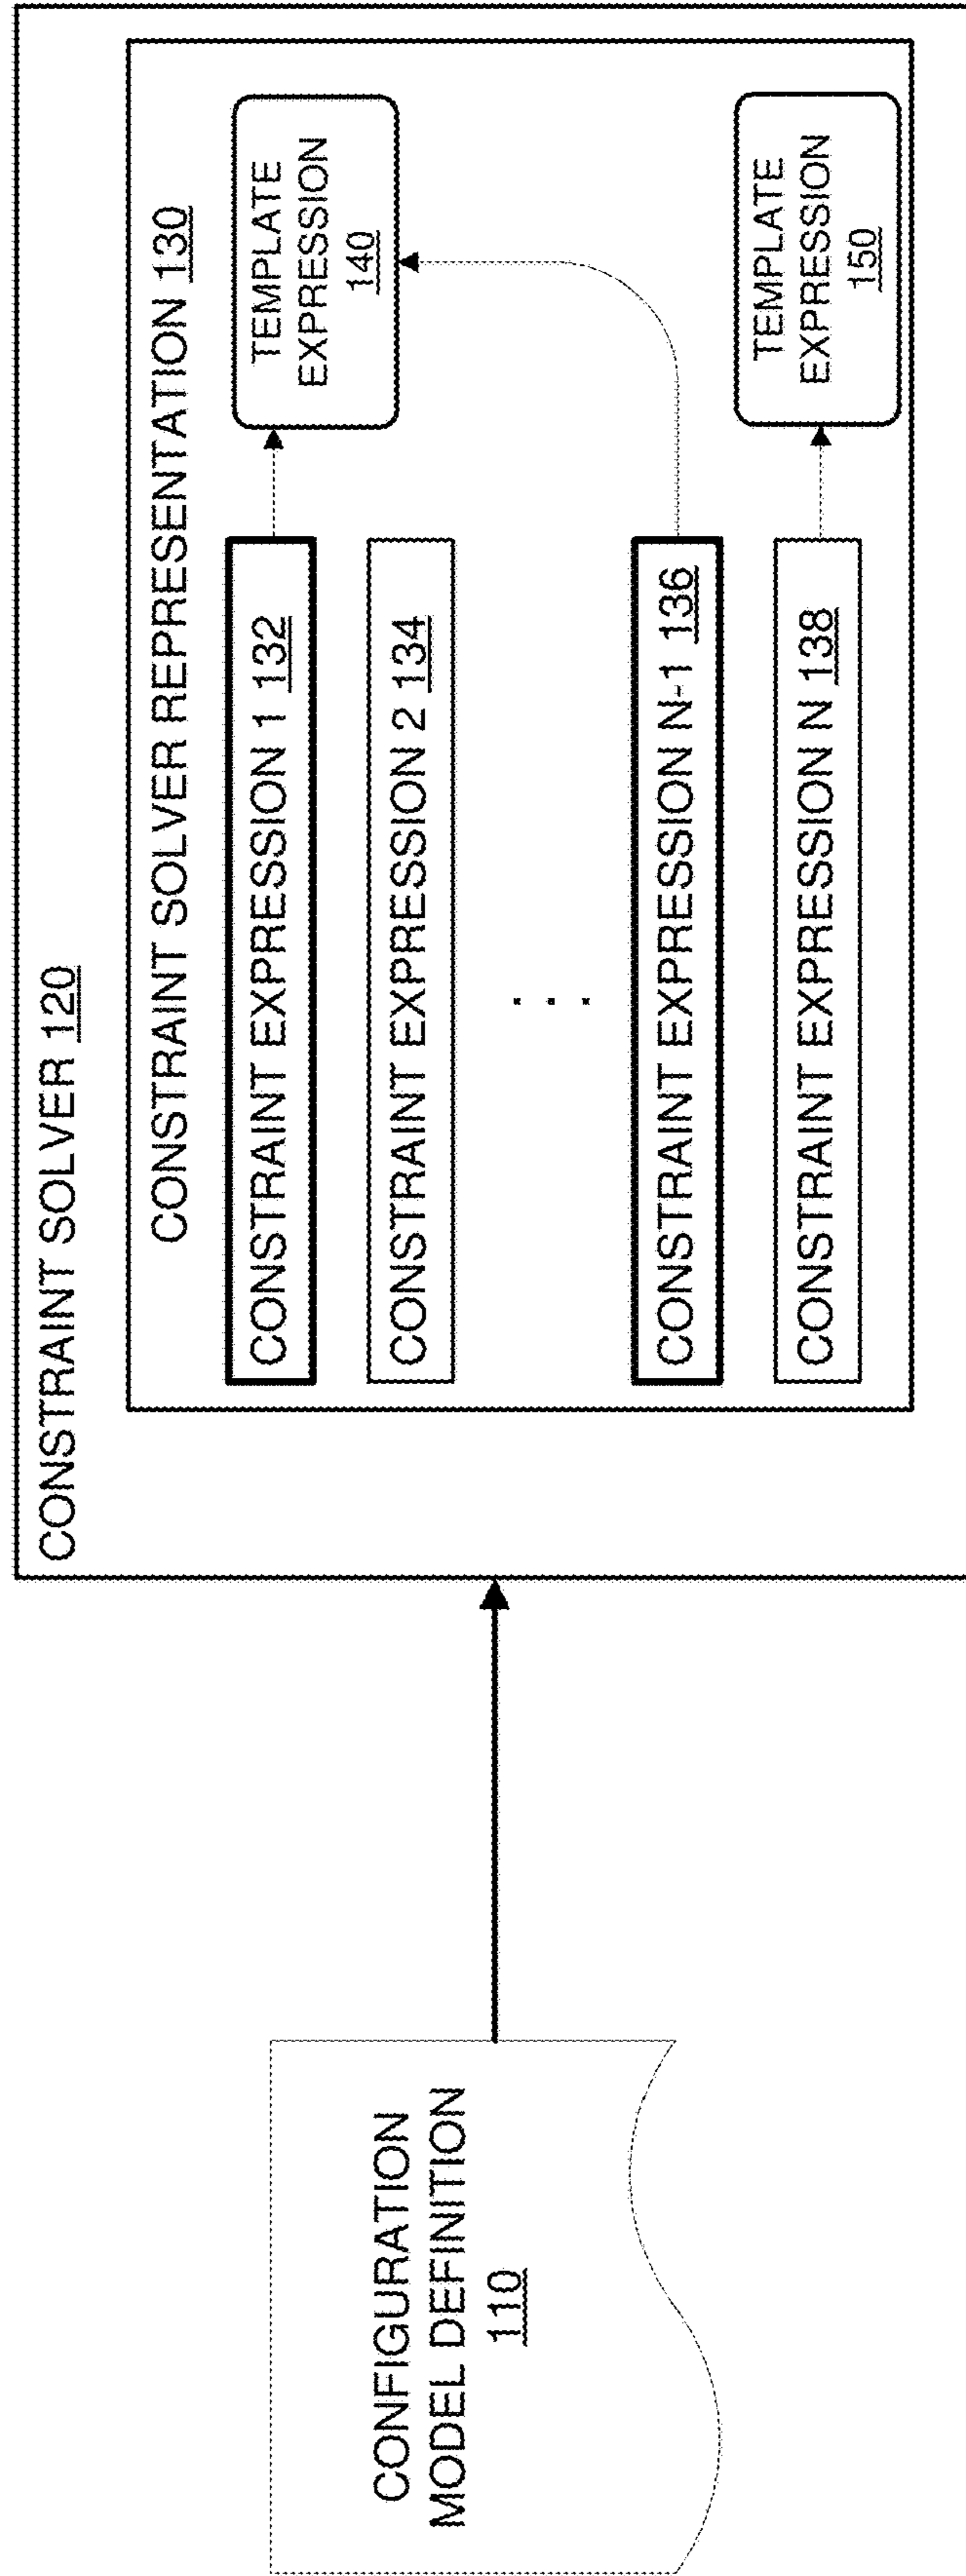 CONFIGURATION
MODEL DEFINITION
110
CONSTRAINT SOLVER 120
CONSTRAINT SOLVER REPRESENTATION 130
CONSTRAINT EXPRESSION 1 132
CONSTRAINT EXPRESSION 2 134
. . .
CONSTRAINT EXPRESSION N-1 136
CONSTRAINT EXPRESSION N 138
TEMPLATE
EXPRESSION
140
TEMPLATE
EXPRESSION
150